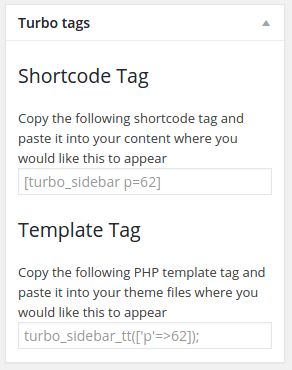 Turbo tags
Shortcode Tag
Copy the following shortcode tag and
paste it into your content where you
would like this to appear
[turbo_sidebar p=62]
Template Tag
Copy the following PHP template tag and
paste it into your theme files where you
would like this to appear
turbo_sidebar_tt(['p'=>62]);